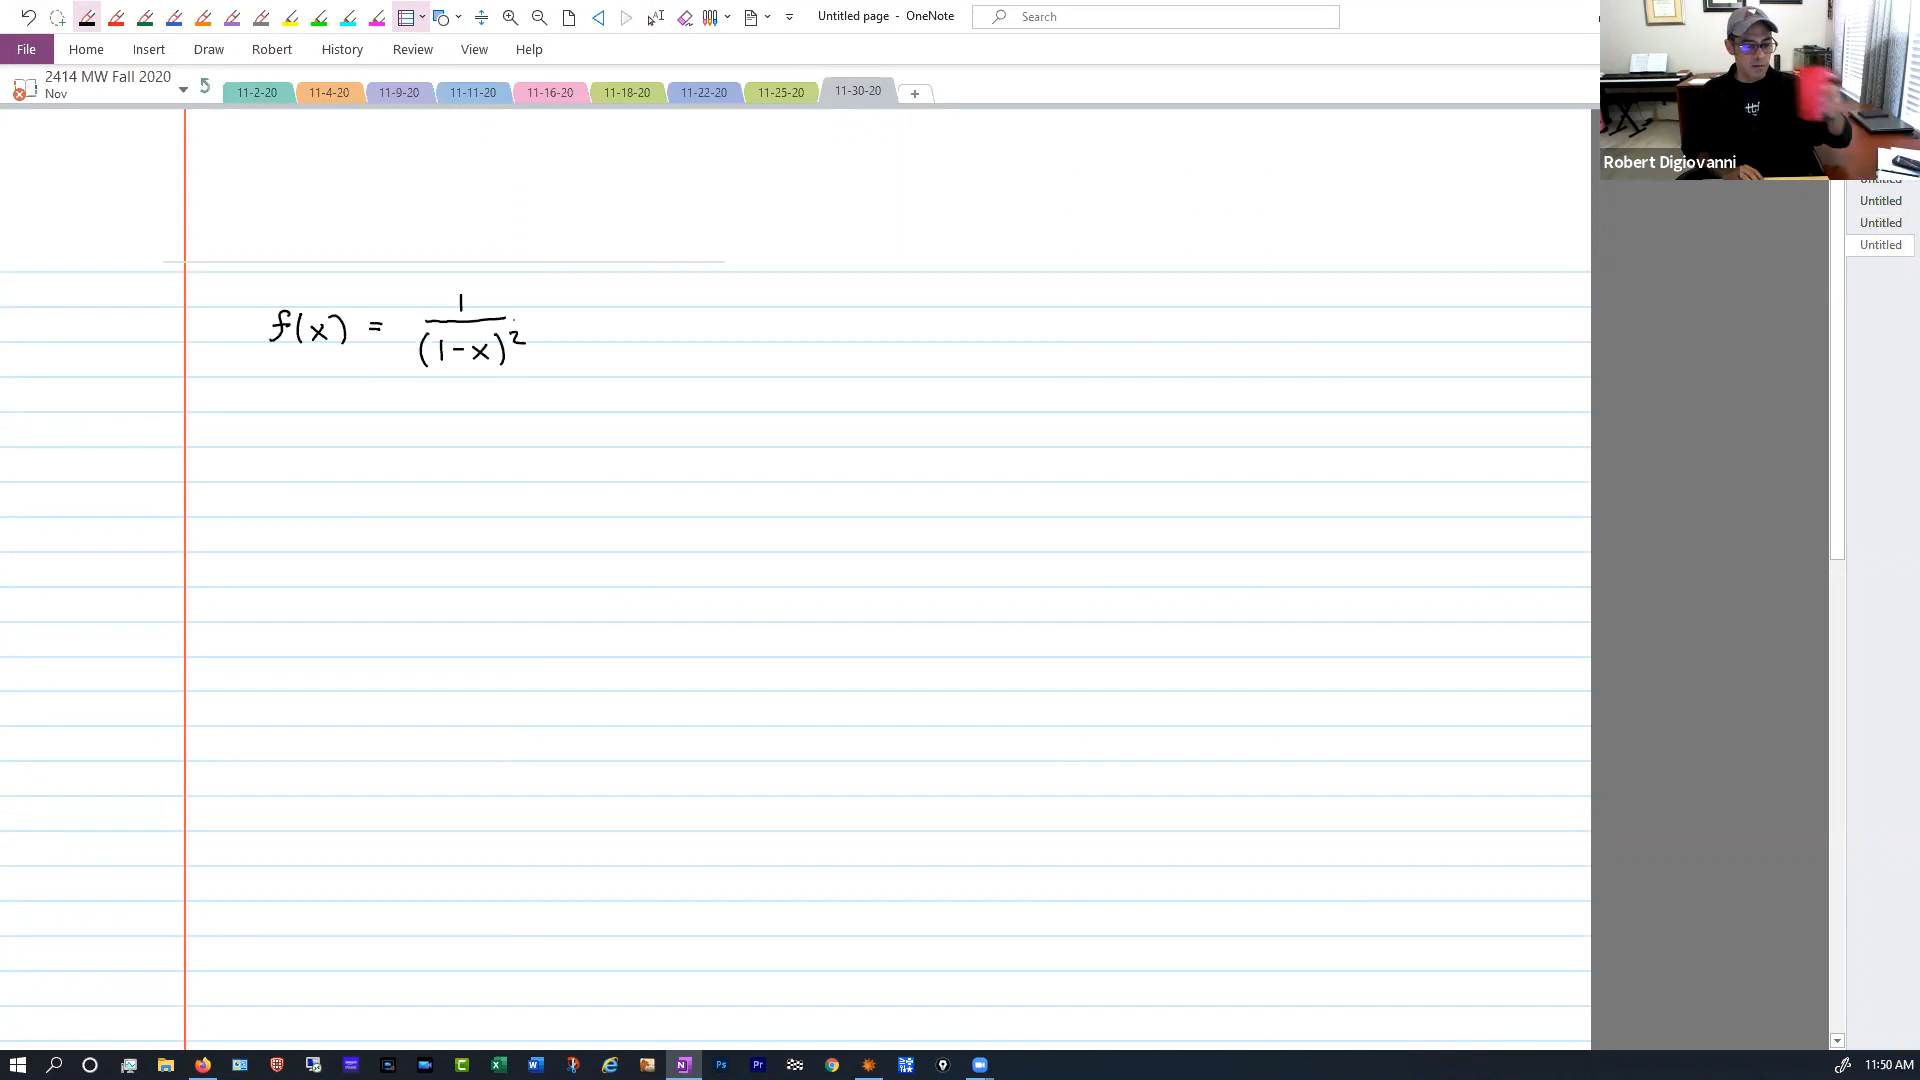 Untitled page - OneNote
Search
File Home Insert Draw Robert History Review View Help
2414 MW Fall 2020
Nov
11-2-20 11-4-20 11-9-20 11-11-20 11-16-20 11-18-20 11-22-20 11-25-20 11-30-20
Robert Digiovanni
Untitled
Untitled
Untitled
Untitled
f(x) = 1/(1-x)²
11:50 AM